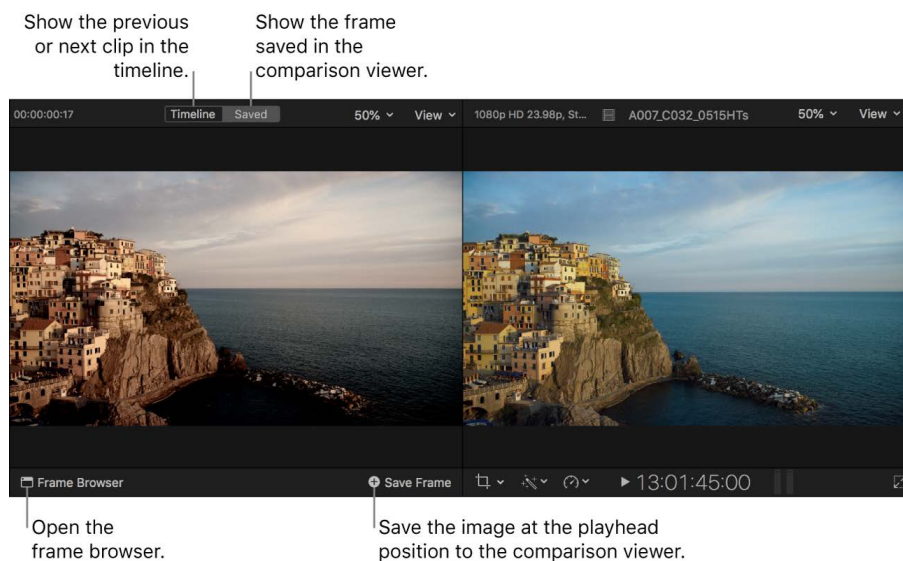 Show the previous
or next clip in the
timeline.
Show the frame
saved in the
comparison viewer.
00:00:00:17
Timeline
Saved
50%
View
1080p HD 23.98p, St...
A007_C032_0515HTs
50%
View
Frame Browser
Save Frame
13:01:45:00
Open the
frame browser.
Save the image at the playhead
position to the comparison viewer.